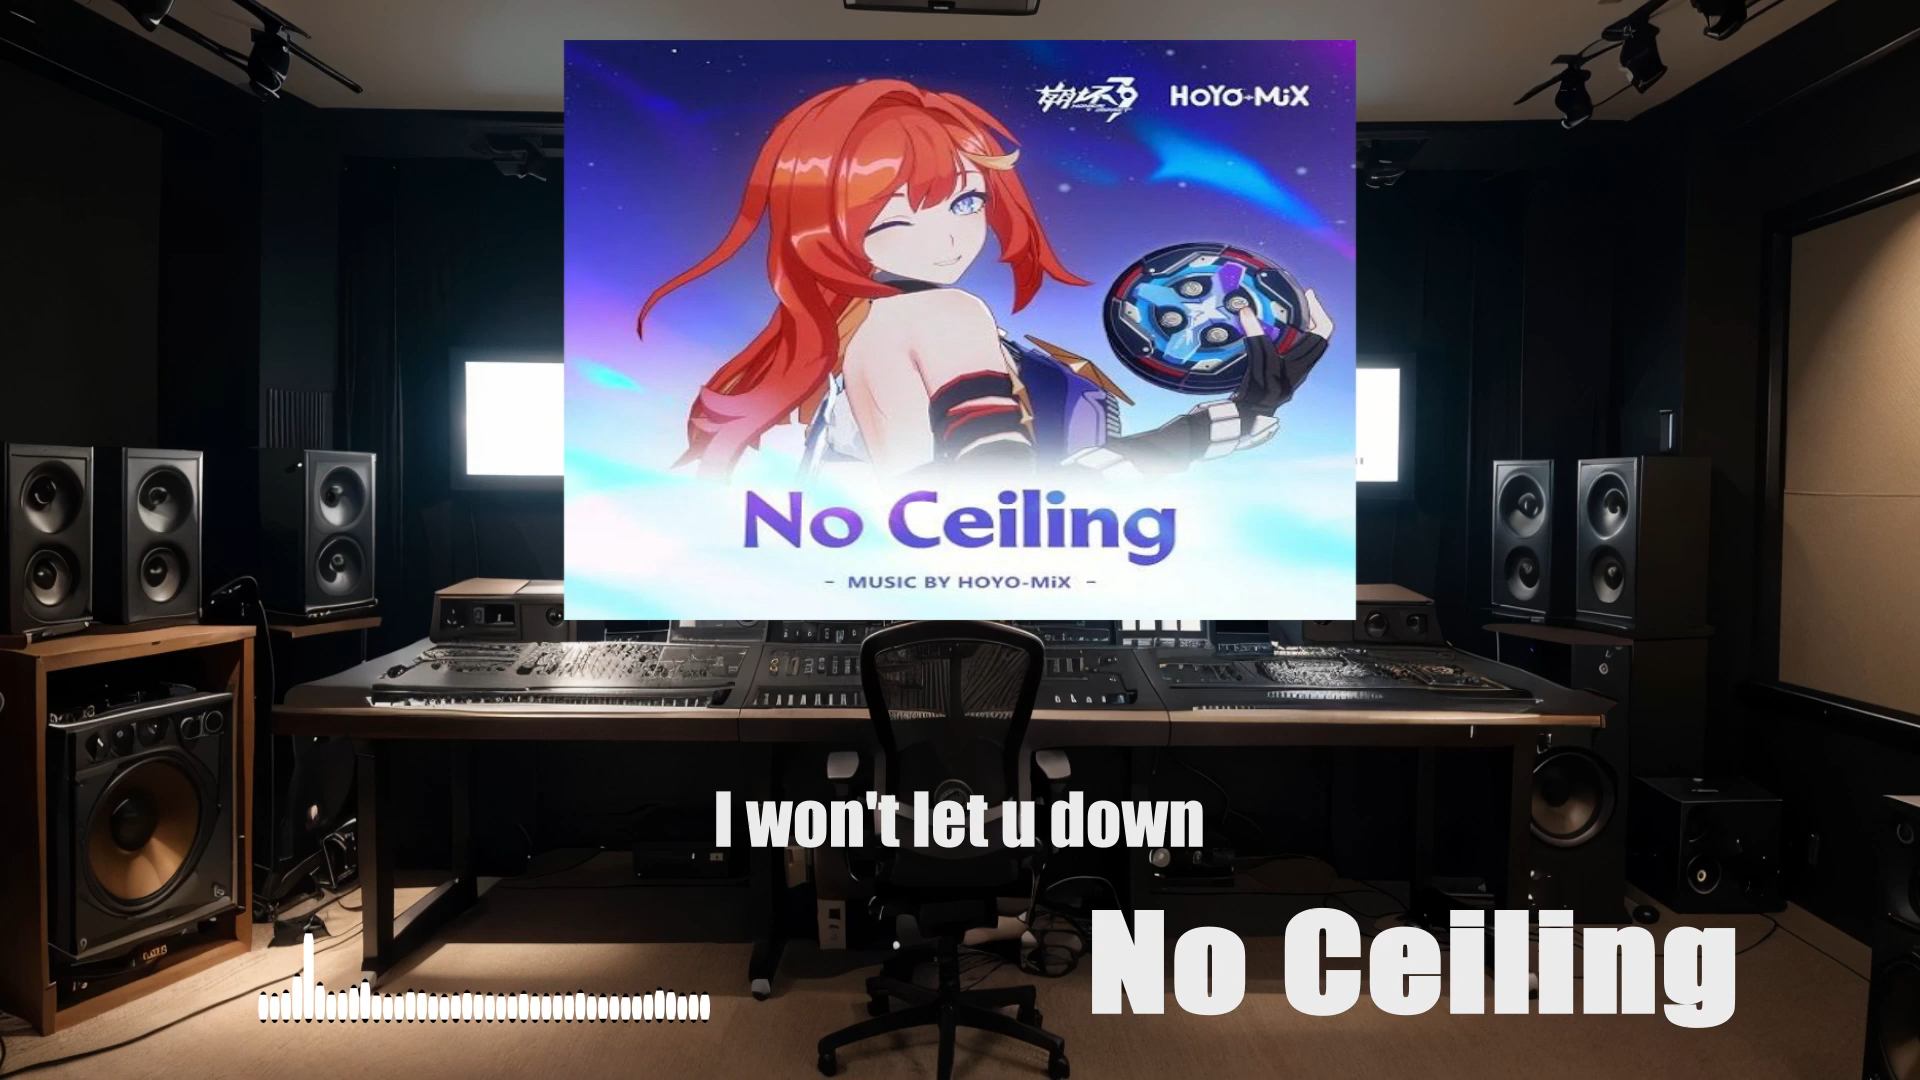 崩坏3
HOYO-MiX
No Ceiling
- MUSIC BY HOYO-MiX -
I won't let u down
No Ceiling